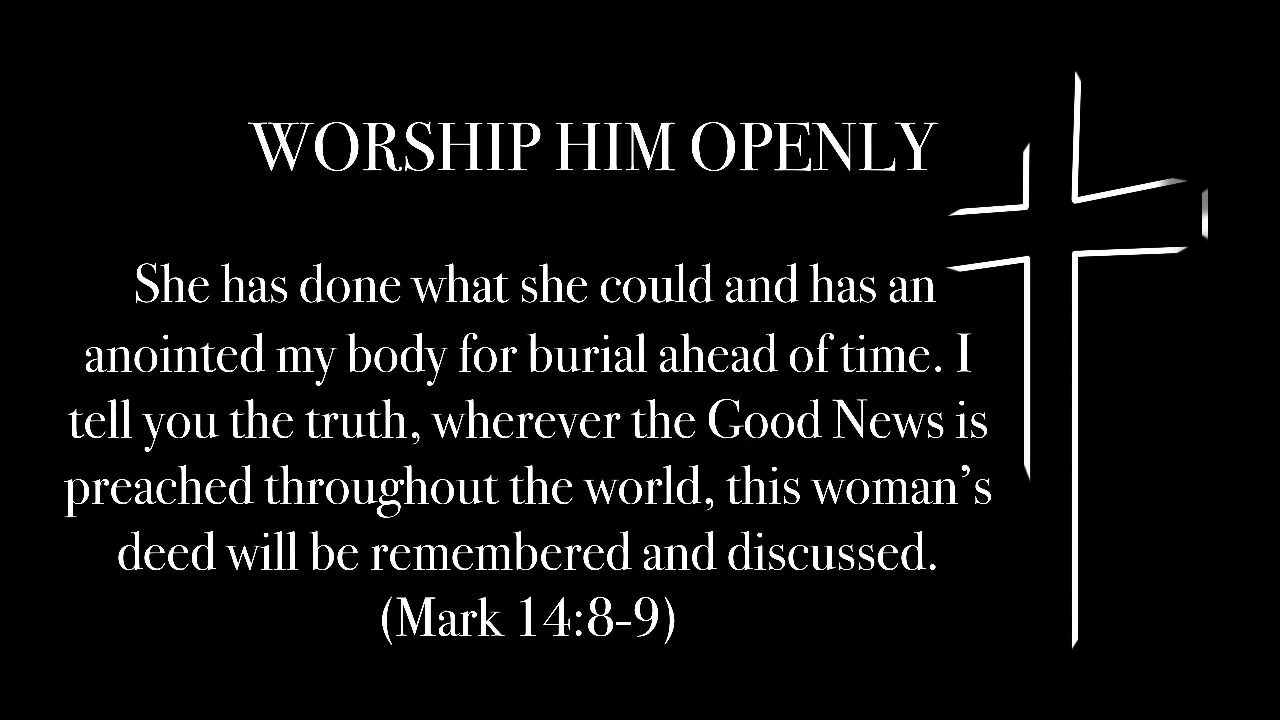 WORSHIP HIM OPENLY
She has done what she could and has an
anointed my body for burial ahead of time. I
tell you the truth, wherever the Good News is
preached throughout the world, this woman’s
deed will be remembered and discussed.
(Mark 14:8-9)